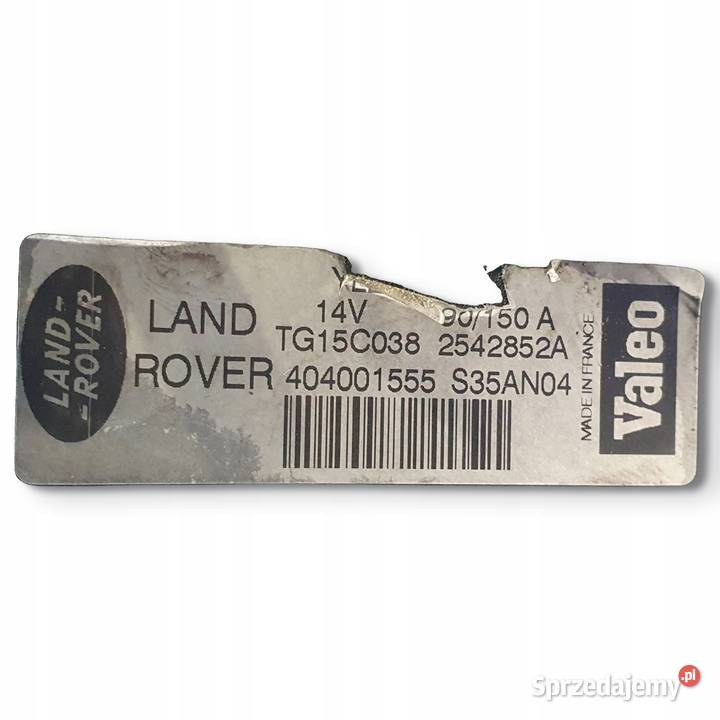 LAND
ROVER
LAND
ROVER
14V 90/150 A
TG15C038 2542852A
404001555 S35AN04
MADE IN FRANCE
Valeo
Sprzedajemy.pl